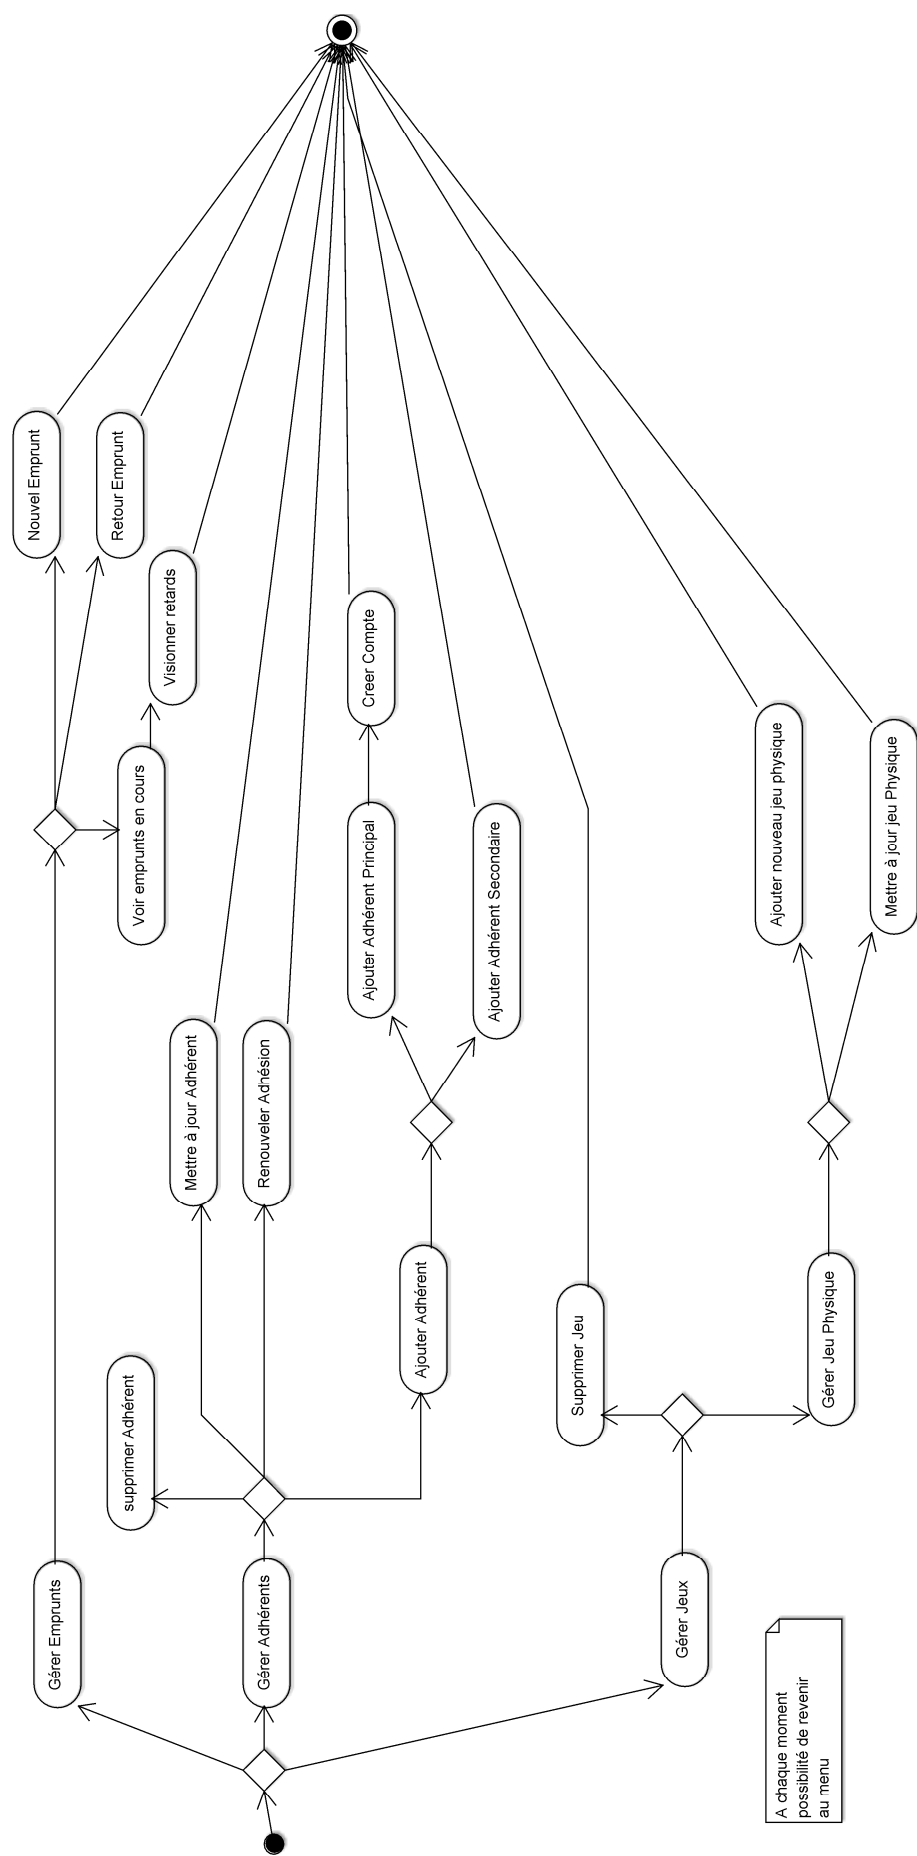 Nouvel Emprunt
Retour Emprunt
Visionner retards
Voir emprunts en cours
Gérer Emprunts
Mettre à jour Adhérent
Renouveler Adhésion
supprimer Adhérent
Gérer Adhérents
Creer Compte
Ajouter Adhérent Principal
Ajouter Adhérent Secondaire
Ajouter Adhérent
Supprimer Jeu
Gérer Jeux
Ajouter nouveau jeu physique
Mettre à jour jeu Physique
Gérer Jeu Physique
A chaque moment
possibilité de revenir
au menu